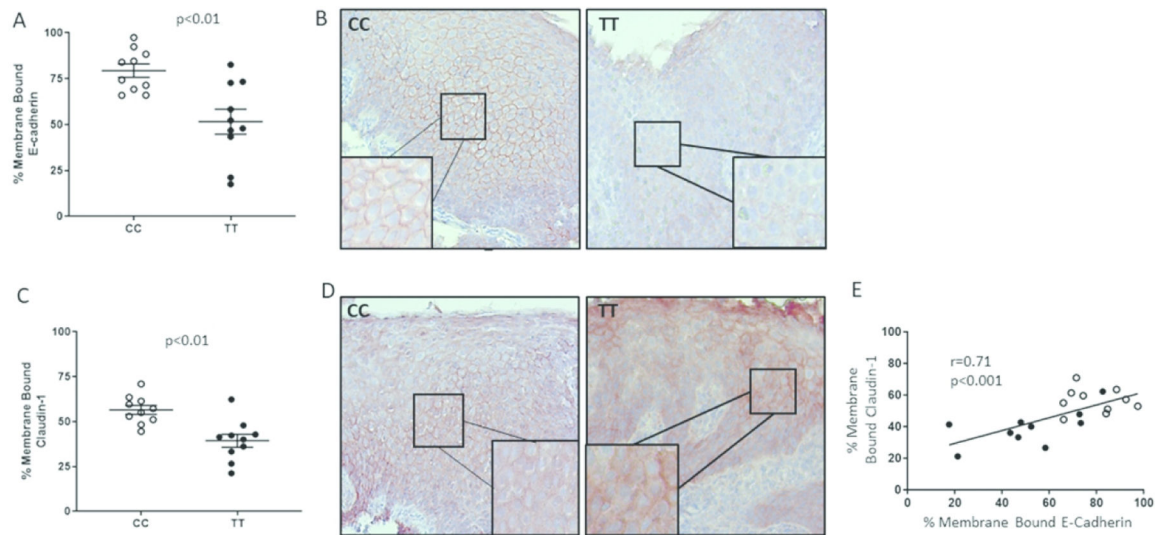 A
p<0.01
% Membrane Bound
E-cadherin
100
75
50
25
0
CC
TT
B
CC
TT
C
p<0.01
% Membrane Bound
Claudin-1
100
75
50
25
0
CC
TT
D
CC
TT
E
r=0.71
p<0.001
% Membrane
Bound Claudin-1
100
80
60
40
20
0
0
20
40
60
80
100
% Membrane Bound E-Cadherin